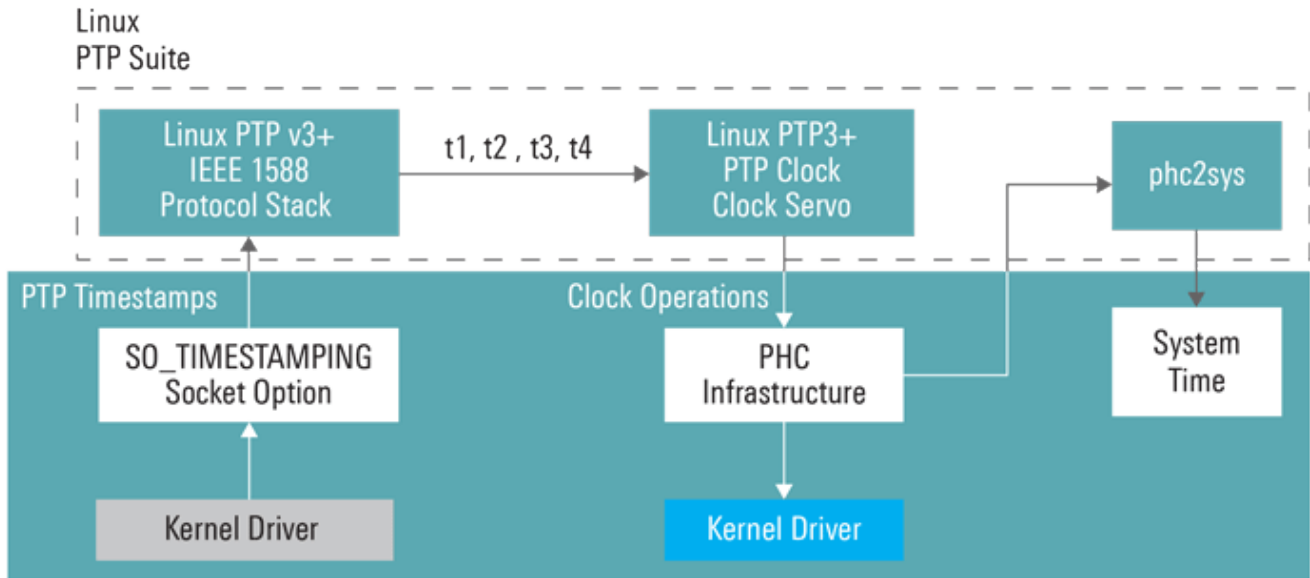 Linux
PTP Suite
Linux PTP v3+
IEEE 1588
Protocol Stack
t1, t2 , t3, t4
Linux PTP3+
PTP Clock
Clock Servo
phc2sys
PTP Timestamps
Clock Operations
SO_TIMESTAMPING
Socket Option
PHC
Infrastructure
System
Time
Kernel Driver
Kernel Driver